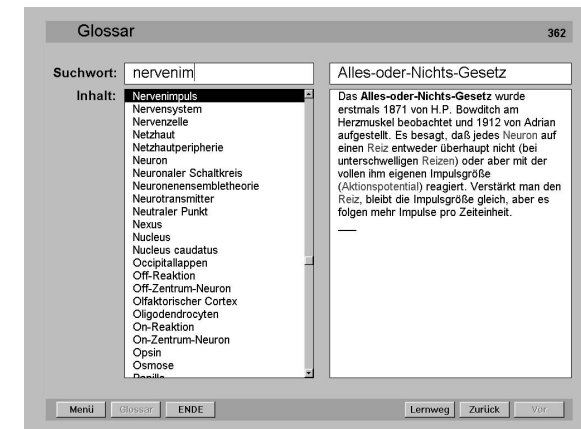 Glossar
362
Suchwort:
nervenim
Inhalt:
Nervenimpuls
Nervensystem
Nervenzelle
Netzhaut
Netzhautperipherie
Neuron
Neuronaler Schaltkreis
Neuronenensembletheorie
Neurotransmitter
Neutraler Punkt
Nexus
Nucleus
Nucleus caudatus
Occipitallappen
Off-Reaktion
Off-Zentrum-Neuron
Olfaktorischer Cortex
Oligodendrocyten
On-Reaktion
On-Zentrum-Neuron
Opsin
Osmose
Papille
Alles-oder-Nichts-Gesetz
Das Alles-oder-Nichts-Gesetz wurde
erstmals 1871 von H.P. Bowditch am
Herzmuskel beobachtet und 1912 von Adrian
aufgestellt. Es besagt, daß jedes Neuron auf
einen Reiz entweder überhaupt nicht (bei
unterschwelligen Reizen) oder aber mit der
vollen ihm eigenen Impulsgröße
(Aktionspotential) reagiert. Verstärkt man den
Reiz, bleibt die Impulsgröße gleich, aber es
folgen mehr Impulse pro Zeiteinheit.
Menü
Glossar
ENDE
Lernweg
Zurück
Vor